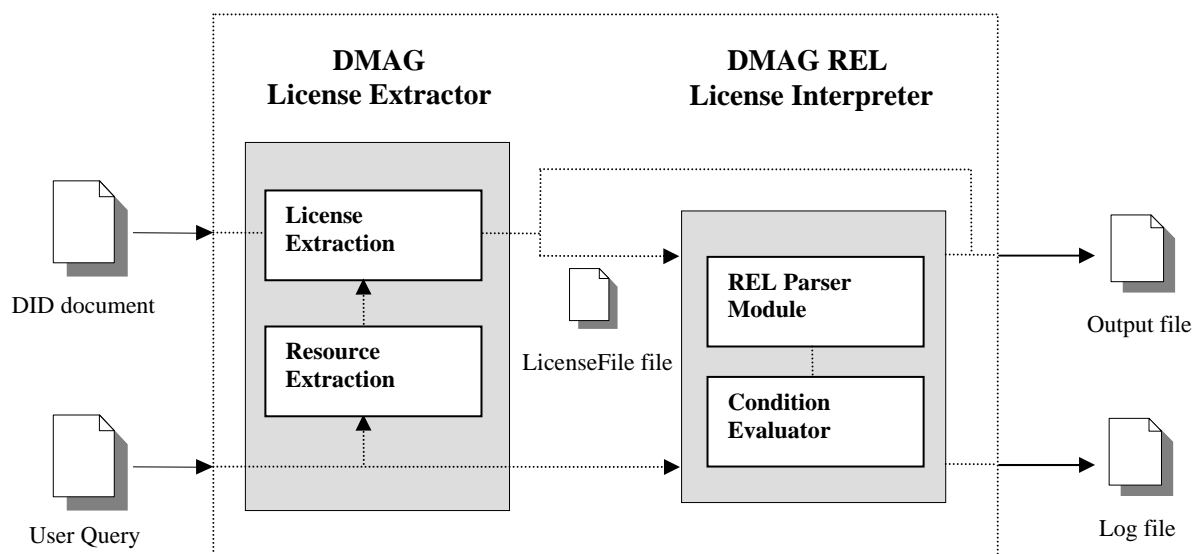 DMAG
License Extractor
DMAG REL
License Interpreter
License
Extraction
DID document
REL Parser
Module
Output file
Resource
Extraction
LicenseFile file
Condition
Evaluator
User Query
Log file